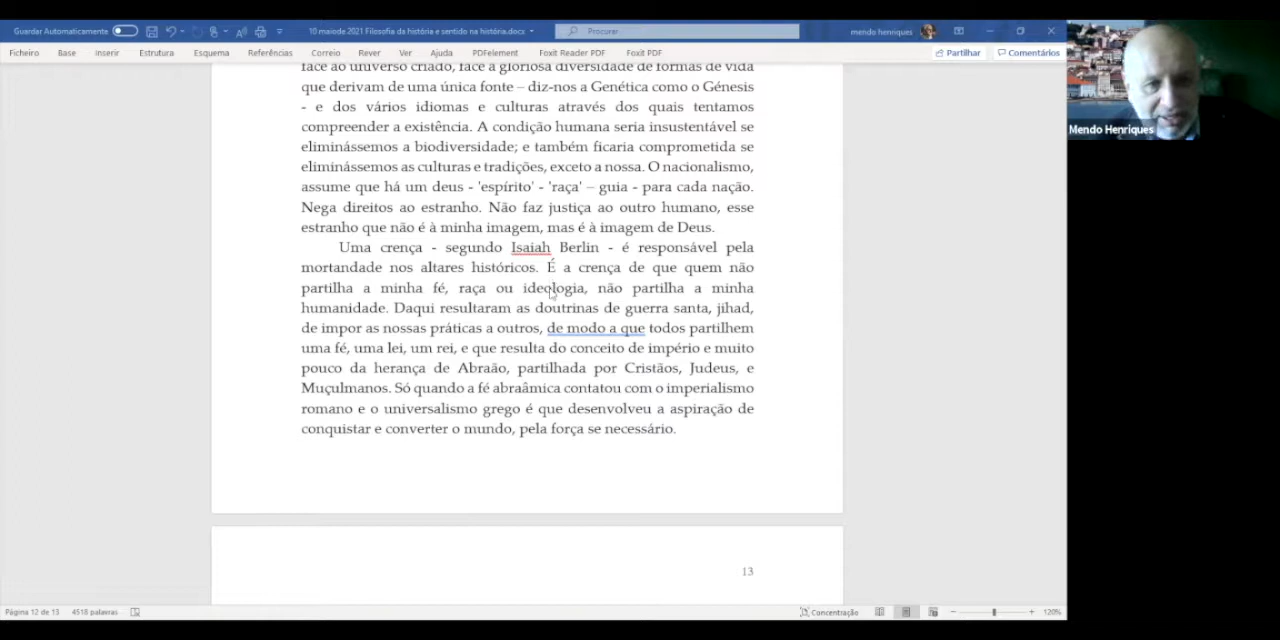 Guardar Automaticamente
10 maiode 2021 Filosofia da história e sentido na história.docx
Procurar
mendo henriques
Ficheiro Base Inserir Estrutura Esquema Referências Correio Rever Ver Ajuda PDFelement Foxit Reader PDF Foxit PDF
Partilhar Comentários
face ao universo criado, face à gloriosa diversidade de formas de vida
que derivam de uma única fonte – diz-nos a Genética como o Génesis
- e dos vários idiomas e culturas através dos quais tentamos
compreender a existência. A condição humana seria insustentável se
eliminássemos a biodiversidade; e também ficaria comprometida se
eliminássemos as culturas e tradições, exceto a nossa. O nacionalismo,
assume que há um deus - 'espírito' - 'raça' – guia - para cada nação.
Nega direitos ao estranho. Não faz justiça ao outro humano, esse
estranho que não é à minha imagem, mas é à imagem de Deus.
Uma crença - segundo Isaiah Berlin - é responsável pela
mortandade nos altares históricos. É a crença de que quem não
partilha a minha fé, raça ou ideologia, não partilha a minha
humanidade. Daqui resultaram as doutrinas de guerra santa, jihad,
de impor as nossas práticas a outros, de modo a que todos partilhem
uma fé, uma lei, um rei, e que resulta do conceito de império e muito
pouco da herança de Abraão, partilhada por Cristãos, Judeus, e
Muçulmanos. Só quando a fé abraâmica contatou com o imperialismo
romano e o universalismo grego é que desenvolveu a aspiração de
conquistar e converter o mundo, pela força se necessário.
13
Página 12 de 13 4518 palavras
Concentração
120%
Mendo Henriques